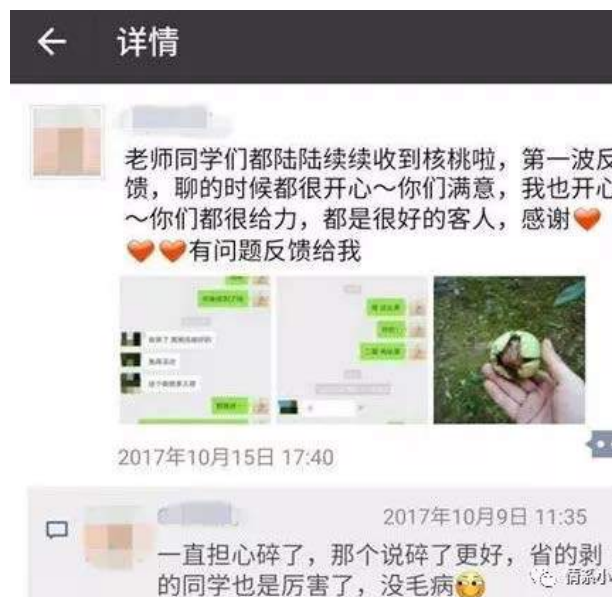 详情
老师同学们都陆陆续续收到核桃啦，第一波反
馈，聊的时候都很开心～你们满意，我也开心
～你们都很给力，都是很好的客人，感谢
有问题反馈给我
2017年10月15日 17:40
2017年10月9日 11:35
一直担心碎了，那个说碎了更好，省的剥
的同学也是厉害了，没毛病